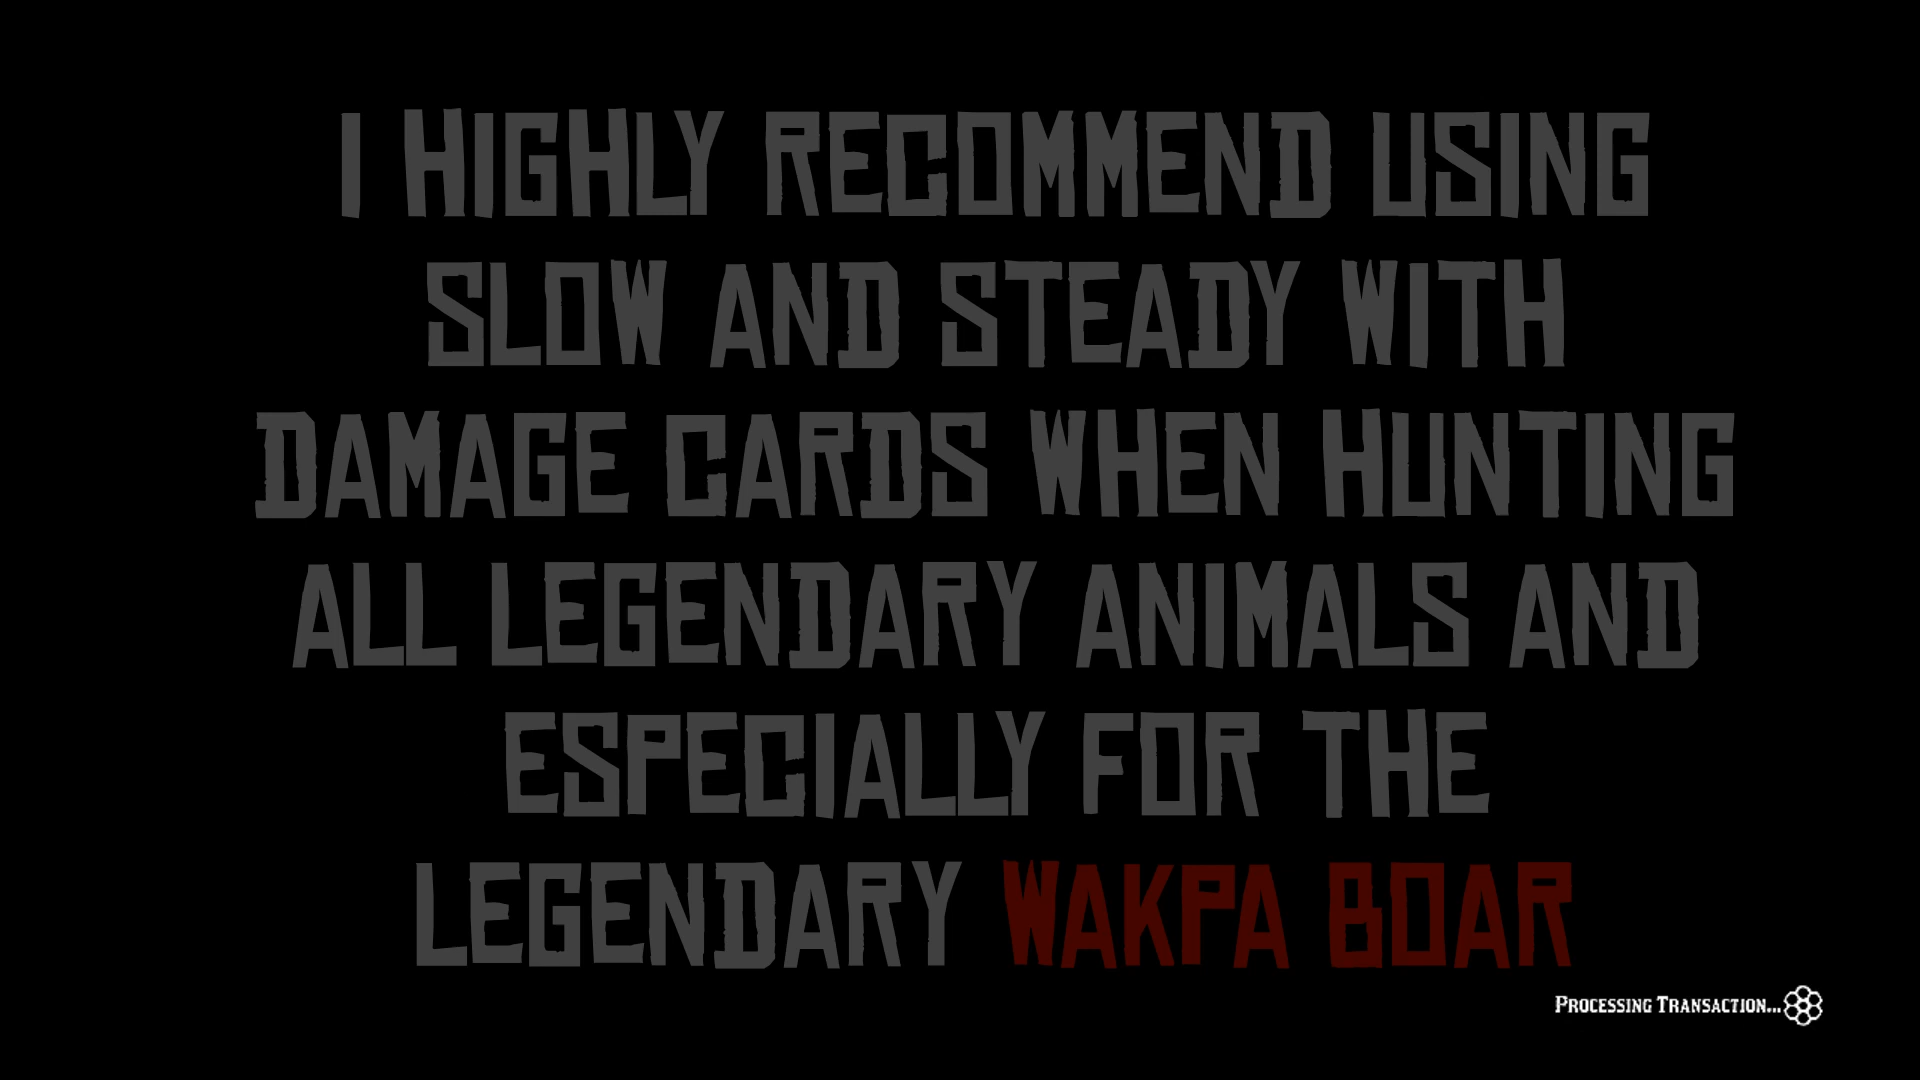 I HIGHLY RECOMMEND USING
SLOW AND STEADY WITH
DAMAGE CARDS WHEN HUNTING
ALL LEGENDARY ANIMALS AND
ESPECIALLY FOR THE
LEGENDARY WAKPA BOAR
PROCESSING TRANSACTION...